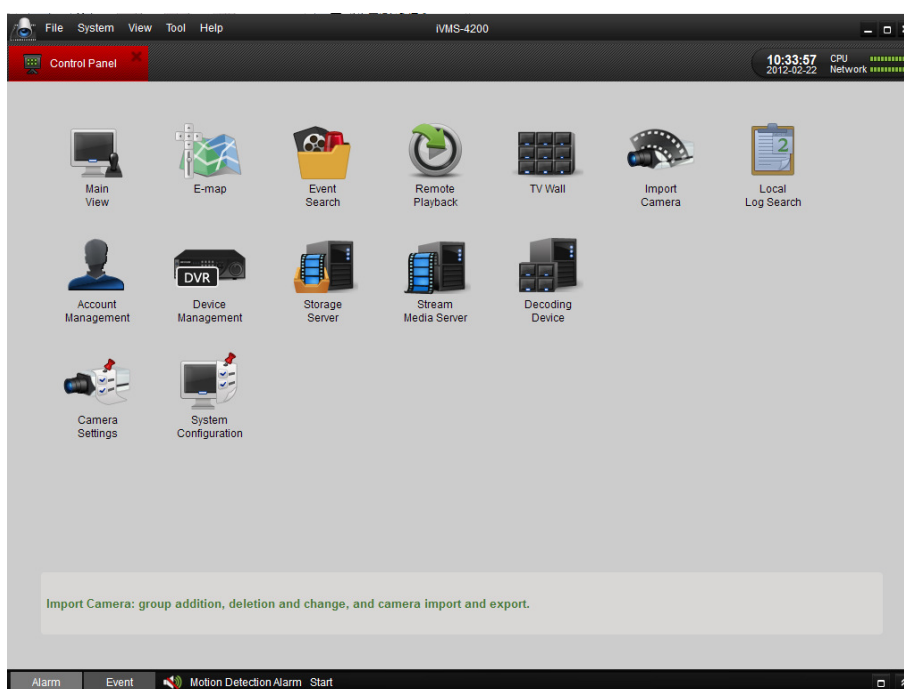 File System View Tool Help iVMS-4200
Control Panel 10:33:57 CPU
2012-02-22 Network
Main View
E-map
Event Search
Remote Playback
TV Wall
Import Camera
2
Local Log Search
Account Management
DVR
Device Management
Storage Server
Stream Media Server
Decoding Device
Camera Settings
System Configuration
Import Camera: group addition, deletion and change, and camera import and export.
Alarm Event Motion Detection Alarm Start